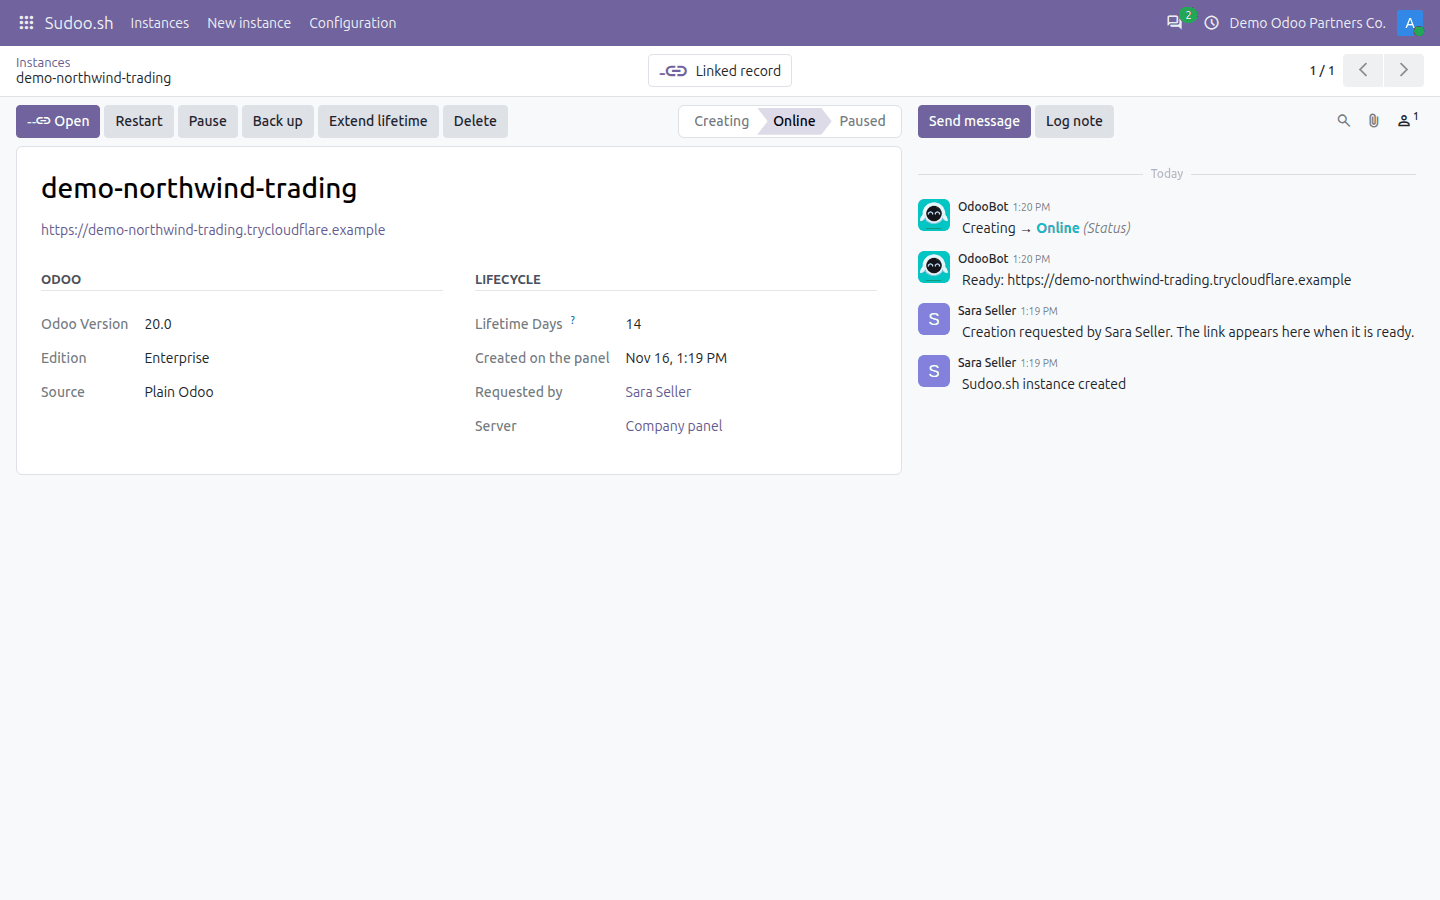 Sudoo.sh Instances New instance Configuration 2 Demo Odoo Partners Co. A
Instances
demo-northwind-trading
Linked record
1 / 1
Open Restart Pause Back up Extend lifetime Delete
Creating Online Paused
Send message Log note 1
demo-northwind-trading
https://demo-northwind-trading.trycloudflare.example
ODOO
Odoo Version 20.0
Edition Enterprise
Source Plain Odoo
LIFECYCLE
Lifetime Days ? 14
Created on the panel Nov 16, 1:19 PM
Requested by Sara Seller
Server Company panel
Today
OdooBot 1:20 PM
Creating → Online (Status)
OdooBot 1:20 PM
Ready: https://demo-northwind-trading.trycloudflare.example
S Sara Seller 1:19 PM
Creation requested by Sara Seller. The link appears here when it is ready.
S Sara Seller 1:19 PM
Sudoo.sh instance created